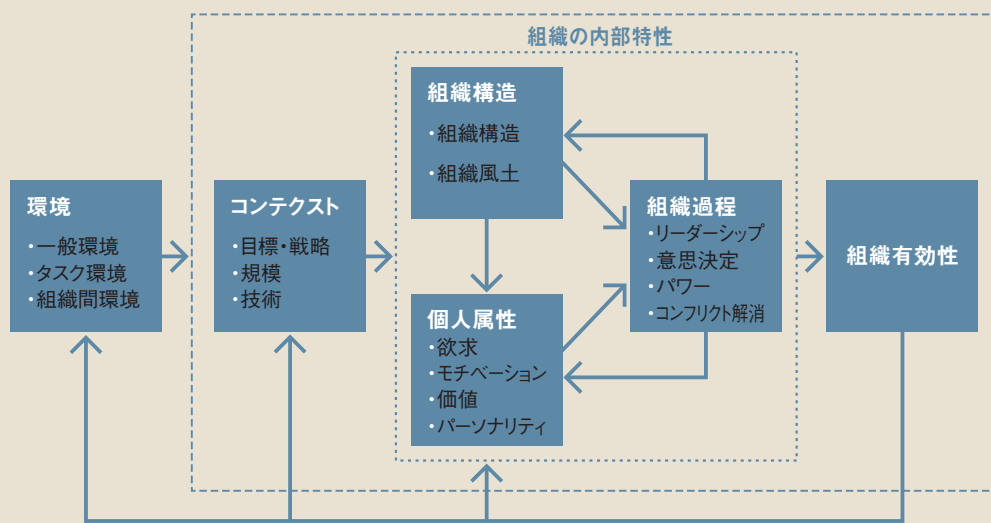 組織の内部特性
環境
・一般環境
・タスク環境
・組織間環境
コンテクスト
・目標・戦略
・規模
・技術
組織構造
・組織構造
・組織風土
個人属性
・欲求
・モチベーション
・価値
・パーソナリティ
組織過程
・リーダーシップ
・意思決定
・パワー
・コンフリクト解消
組織有効性